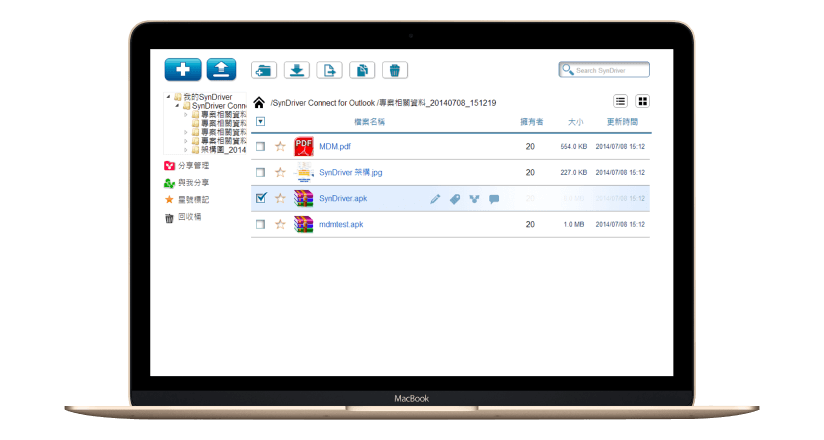 Search SynDriver
我的SynDriver
SynDriver Conn
專案相關資料
專案相關資料
專案相關資料
專案相關資料
架構圖_2014
分享管理
與我分享
星號標記
回收桶
/SynDriver Connect for Outlook /專案相關資料_20140708_151219
檔案名稱 擁有者 大小 更新時間
PDF MDM.pdf 20 554.0 KB 2014/07/08 15:12
SynDriver 架構.jpg 20 227.0 KB 2014/07/08 15:12
SynDriver.apk 20 2014/07/08 15:12
mdmtest.apk 20 1.0 MB 2014/07/08 15:12
MacBook